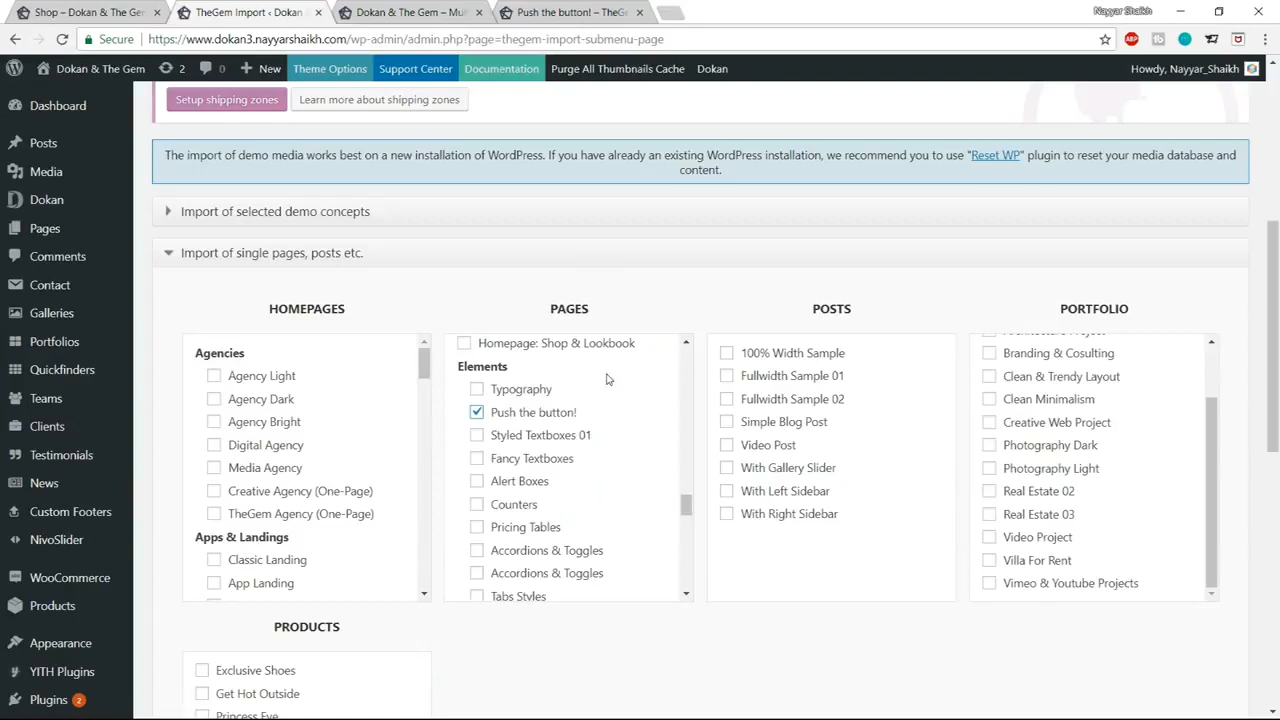 Shop – Dokan & The Gem
TheGem Import ‹ Dokan
Dokan & The Gem – Mul
Push the button! – TheGe
Nayyar Shaikh
Secure
https://www.dokan3.nayyarshaikh.com/wp-admin/admin.php?page=thegem-import-submenu-page
Dokan & The Gem
2
0
New
Theme Options
Support Center
Documentation
Purge All Thumbnails Cache
Dokan
Howdy, Nayyar_Shaikh
Dashboard
Posts
Media
Dokan
Pages
Comments
Contact
Galleries
Portfolios
Quickfinders
Teams
Clients
Testimonials
News
Custom Footers
NivoSlider
WooCommerce
Products
Appearance
YITH Plugins
Plugins 2
Setup shipping zones
Learn more about shipping zones
The import of demo media works best on a new installation of WordPress. If you have already an existing WordPress installation, we recommend you to use "Reset WP" plugin to reset your media database and
content.
Import of selected demo concepts
Import of single pages, posts etc.
HOMEPAGES
Agencies
Agency Light
Agency Dark
Agency Bright
Digital Agency
Media Agency
Creative Agency (One-Page)
TheGem Agency (One-Page)
Apps & Landings
Classic Landing
App Landing
PAGES
Homepage: Shop & Lookbook
Elements
Typography
Push the button!
Styled Textboxes 01
Fancy Textboxes
Alert Boxes
Counters
Pricing Tables
Accordions & Toggles
Accordions & Toggles
Tabs Styles
POSTS
100% Width Sample
Fullwidth Sample 01
Fullwidth Sample 02
Simple Blog Post
Video Post
With Gallery Slider
With Left Sidebar
With Right Sidebar
PORTFOLIO
Architecture Project
Branding & Cosulting
Clean & Trendy Layout
Clean Minimalism
Creative Web Project
Photography Dark
Photography Light
Real Estate 02
Real Estate 03
Video Project
Villa For Rent
Vimeo & Youtube Projects
PRODUCTS
Exclusive Shoes
Get Hot Outside
Princess Eve